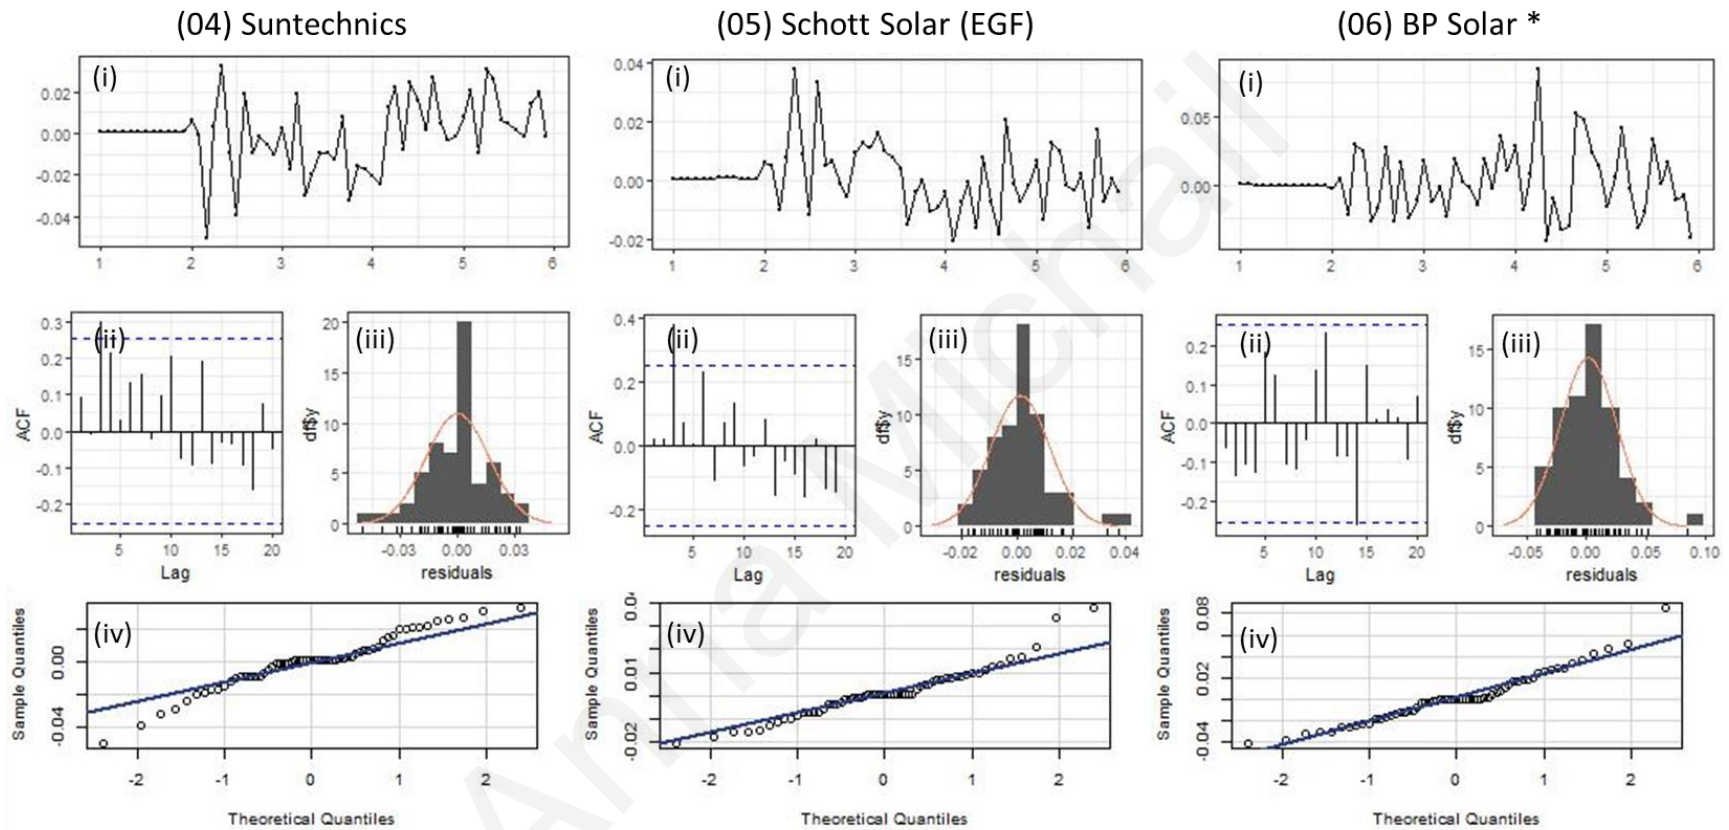 (04) Suntechnics
(05) Schott Solar (EGF)
(06) BP Solar *
(i)
0.02
0.00
-0.02
-0.04
1 2 3 4 5 6
(i)
0.04
0.02
0.00
-0.02
1 2 3 4 5 6
(i)
0.05
0.00
1 2 3 4 5 6
(ii)
ACF
0.3
0.2
0.1
0.0
-0.1
-0.2
5 10 15 20
Lag
(iii)
df$y
20
15
10
5
0
-0.03 0.00 0.03
residuals
(ii)
ACF
0.4
0.2
0.0
-0.2
5 10 15 20
Lag
(iii)
df$y
15
10
5
0
-0.02 0.00 0.02 0.04
residuals
(ii)
ACF
0.2
0.1
0.0
-0.1
-0.2
5 10 15 20
Lag
(iii)
df$y
15
10
5
0
-0.05 0.00 0.05 0.10
residuals
(iv)
Sample Quantiles
0.00
-0.04
-2 -1 0 1 2
Theoretical Quantiles
(iv)
Sample Quantiles
0.04
0.01
-0.02
-2 -1 0 1 2
Theoretical Quantiles
(iv)
Sample Quantiles
0.08
0.02
-0.04
-2 -1 0 1 2
Theoretical Quantiles
Anna Michail